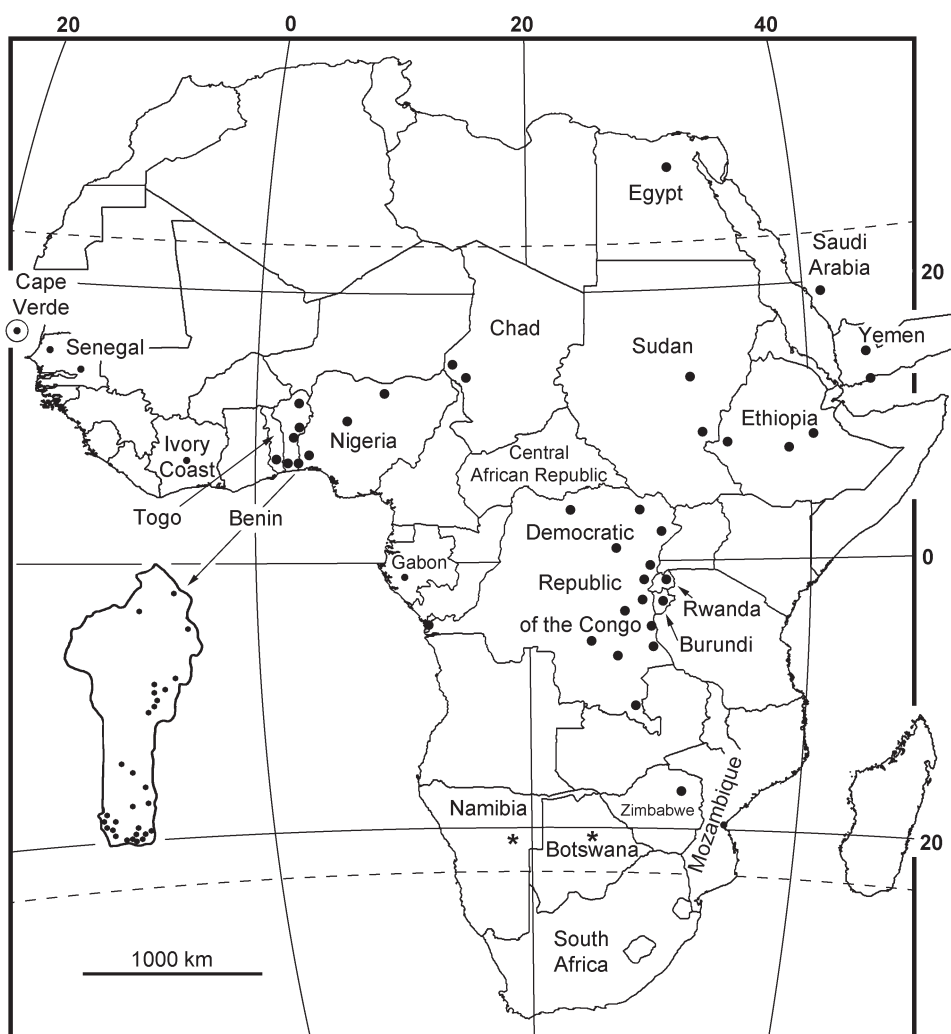 20 0 20 40
Egypt
Saudi
Arabia
20
Cape
Verde
Chad
Senegal
Sudan
Yemen
Ethiopia
Ivory
Coast
Nigeria
Central
African Republic
Togo
Benin
Democratic
0
Gabon
Republic
Rwanda
of the Congo
Burundi
Mozambique
Namibia
Zimbabwe
*
*
20
Botswana
South
Africa
1000 km